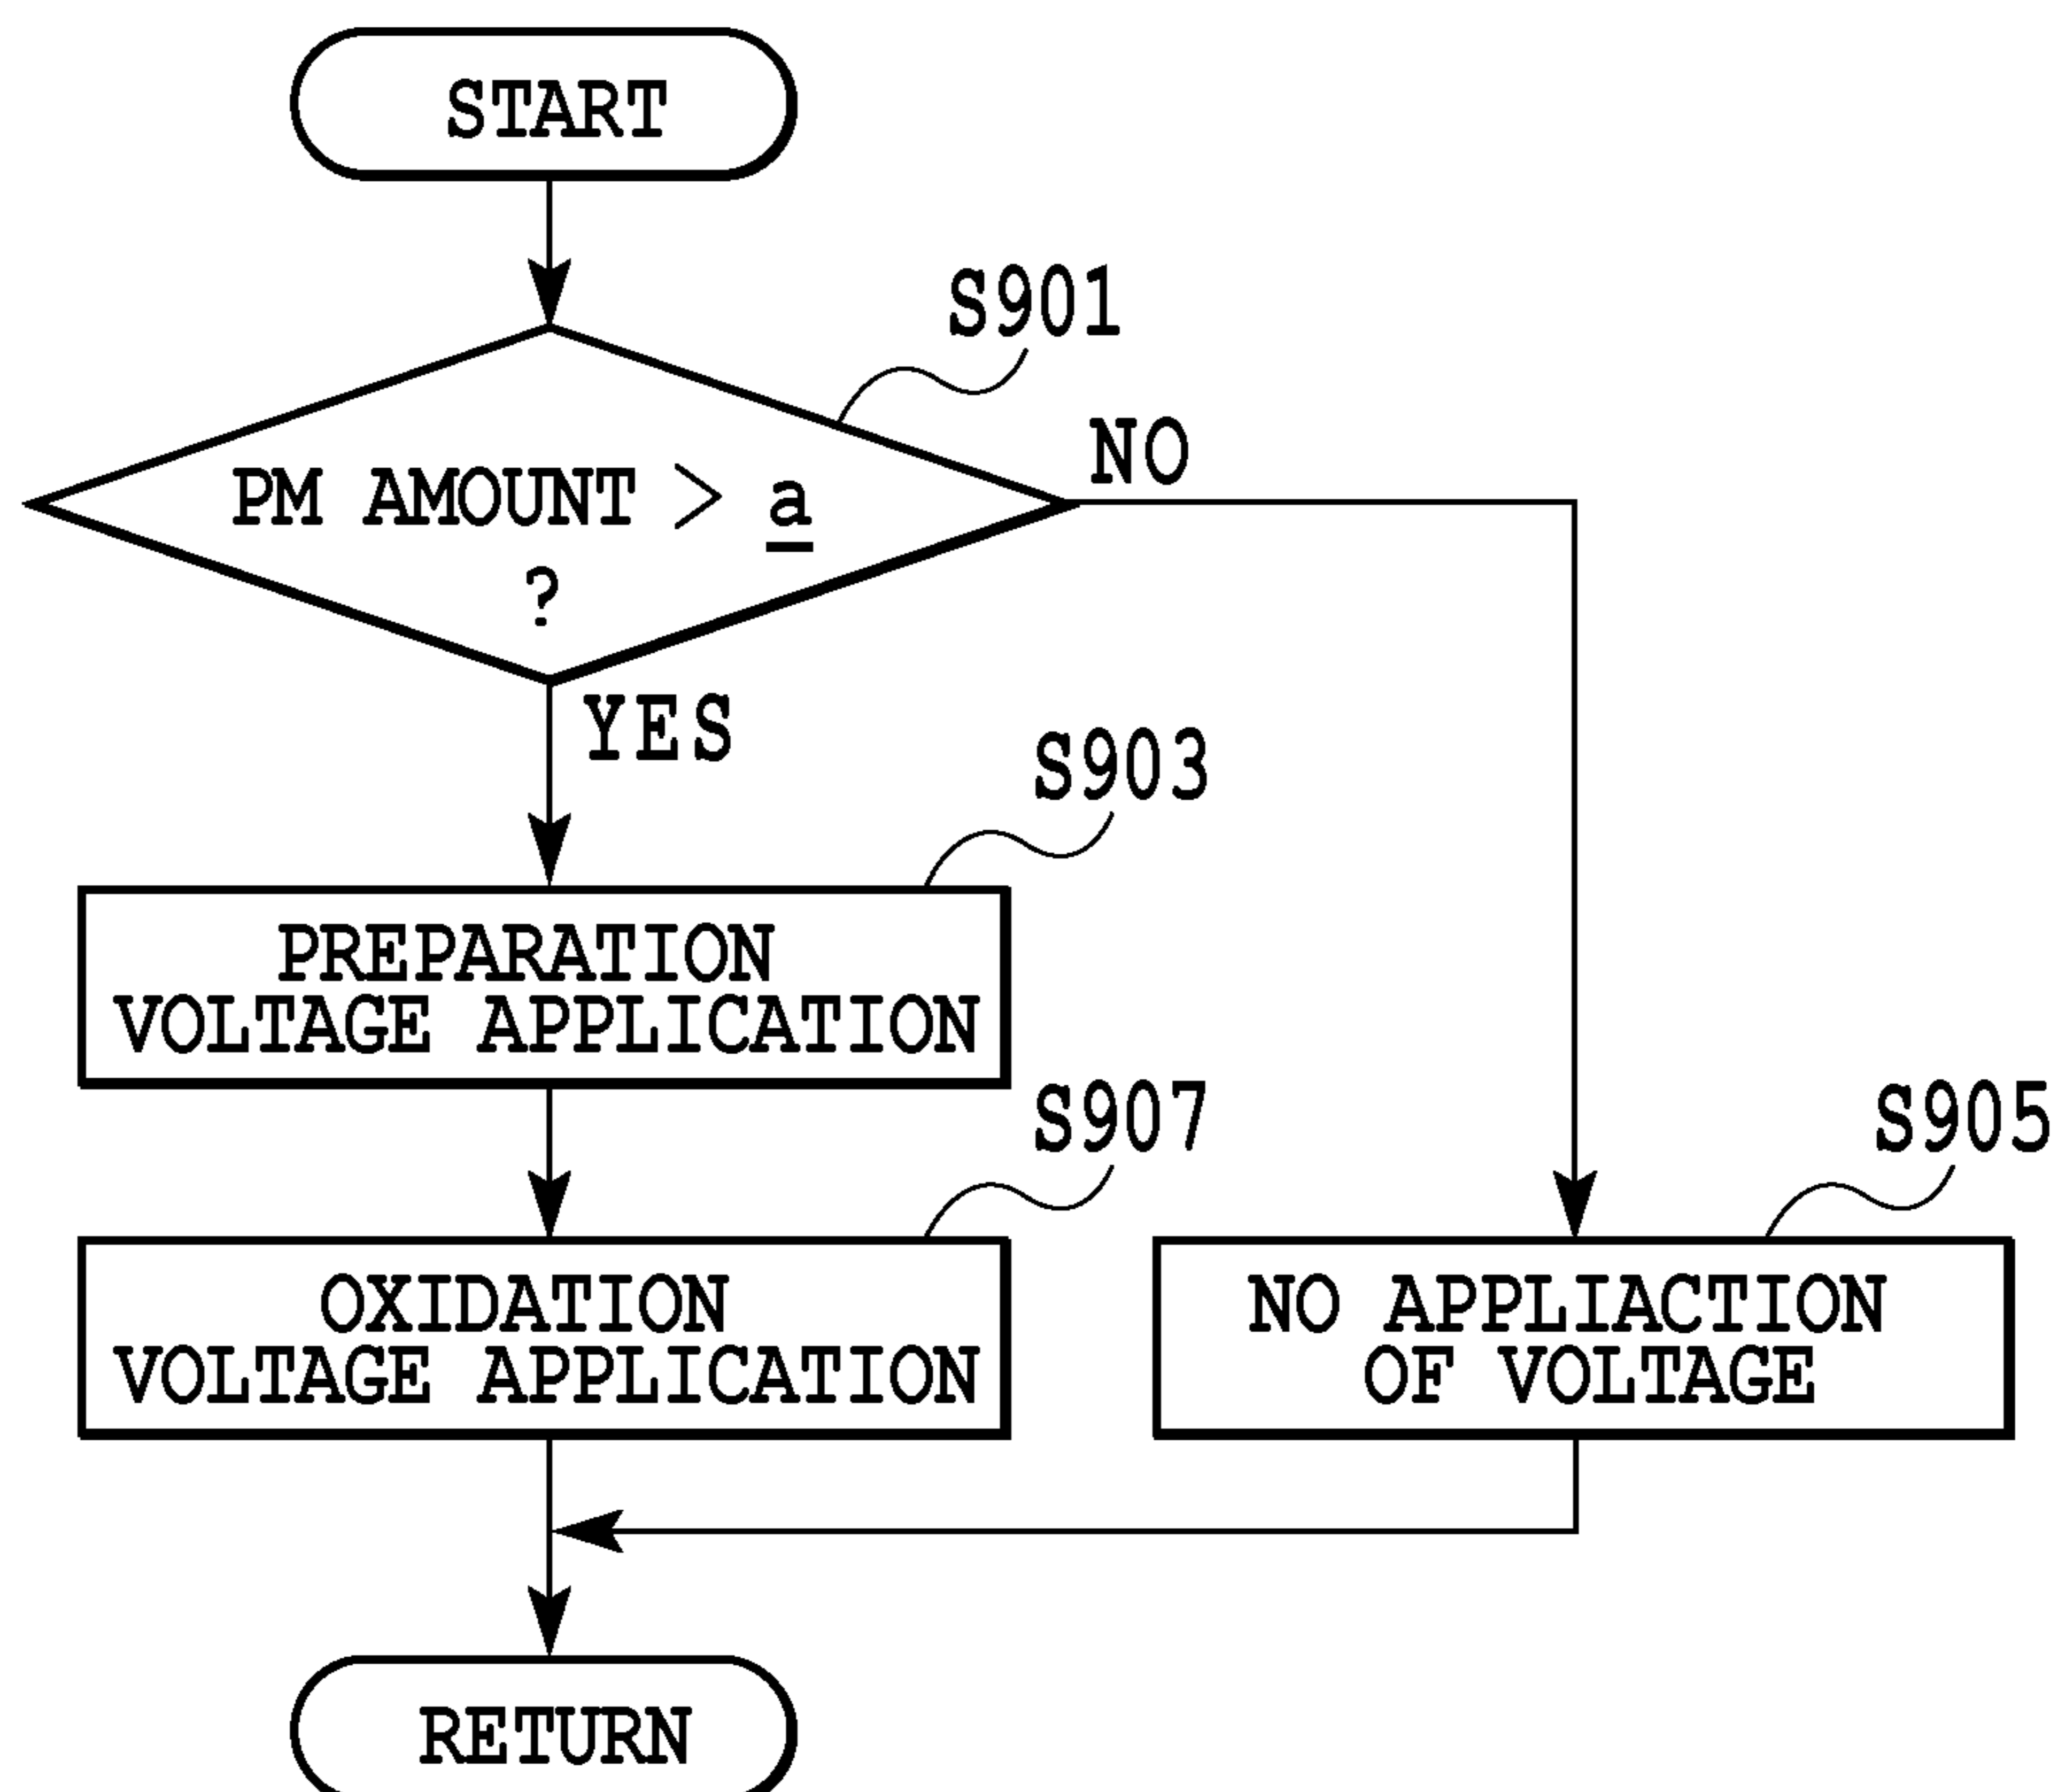 START
S901
NO
PM AMOUNT > a
?
YES
S903
PREPARATION
VOLTAGE APPLICATION
S907
S905
OXIDATION
VOLTAGE APPLICATION
NO APPLIACTION
OF VOLTAGE
RETURN